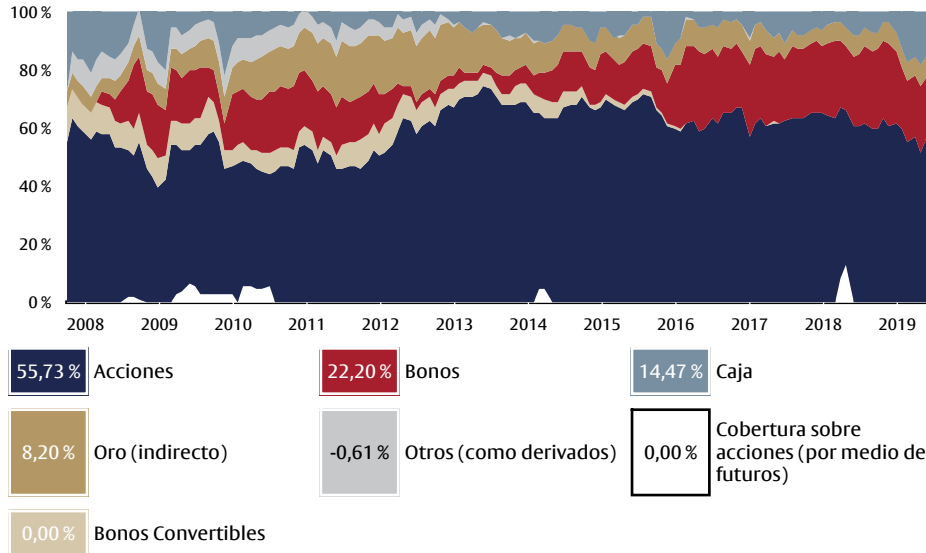 100 %
80 %
60 %
40 %
20 %
0 %
2008 2009 2010 2011 2012 2013 2014 2015 2016 2017 2018 2019
55,73 % Acciones
22,20 % Bonos
14,47 % Caja
8,20 % Oro (indirecto)
-0,61 % Otros (como derivados)
0,00 % Cobertura sobre
acciones (por medio de
futuros)
0,00 % Bonos Convertibles